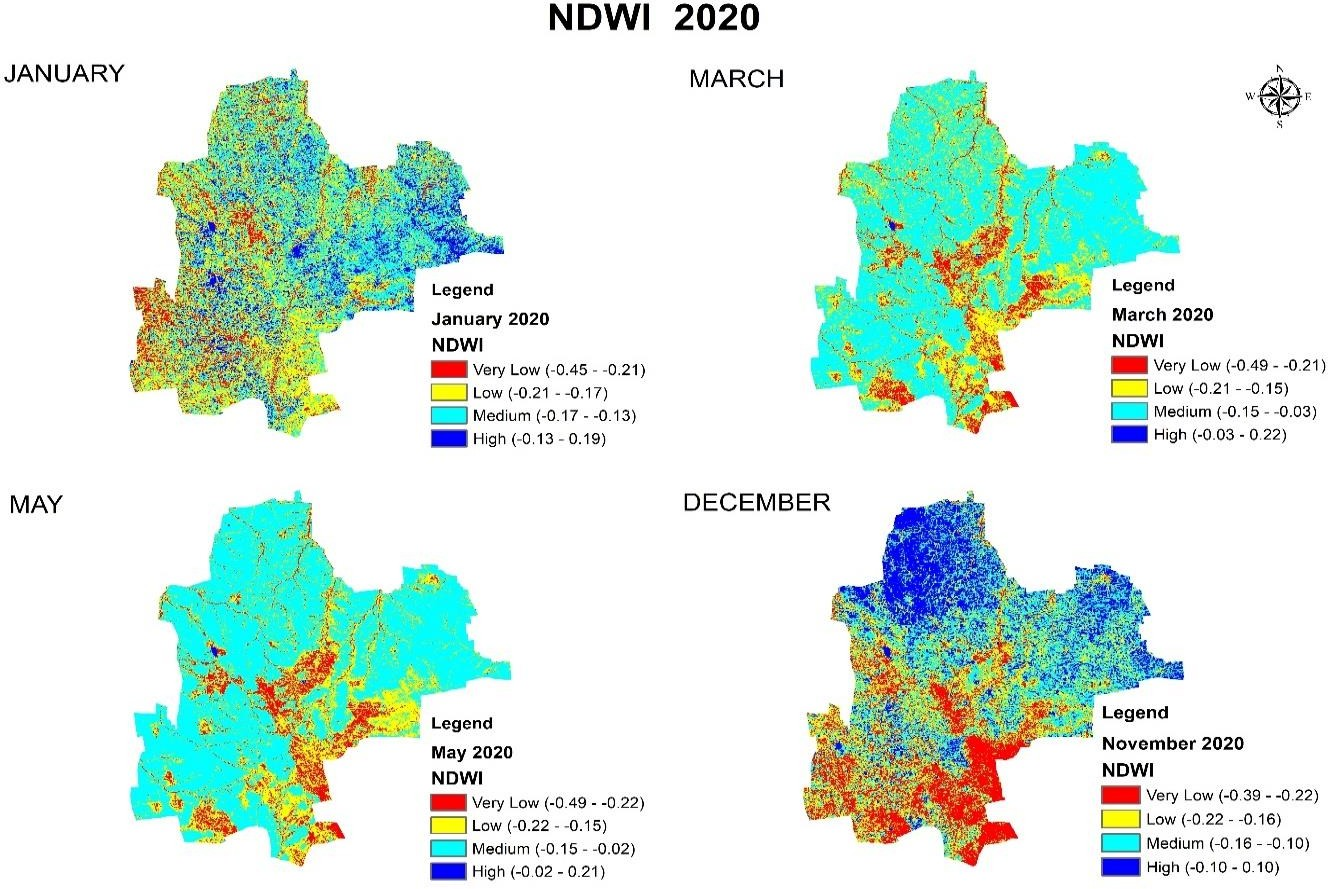 NDWI 2020
JANUARY
Legend
January 2020
NDWI
Very Low (-0.45 - -0.21)
Low (-0.21 - -0.17)
Medium (-0.17 - -0.13)
High (-0.13 - 0.19)
MARCH
N
W E
S
Legend
March 2020
NDWI
Very Low (-0.49 - -0.21)
Low (-0.21 - -0.15)
Medium (-0.15 - -0.03)
High (-0.03 - 0.22)
MAY
Legend
May 2020
NDWI
Very Low (-0.49 - -0.22)
Low (-0.22 - -0.15)
Medium (-0.15 - -0.02)
High (-0.02 - 0.21)
DECEMBER
Legend
November 2020
NDWI
Very Low (-0.39 - -0.22)
Low (-0.22 - -0.16)
Medium (-0.16 - -0.10)
High (-0.10 - 0.10)